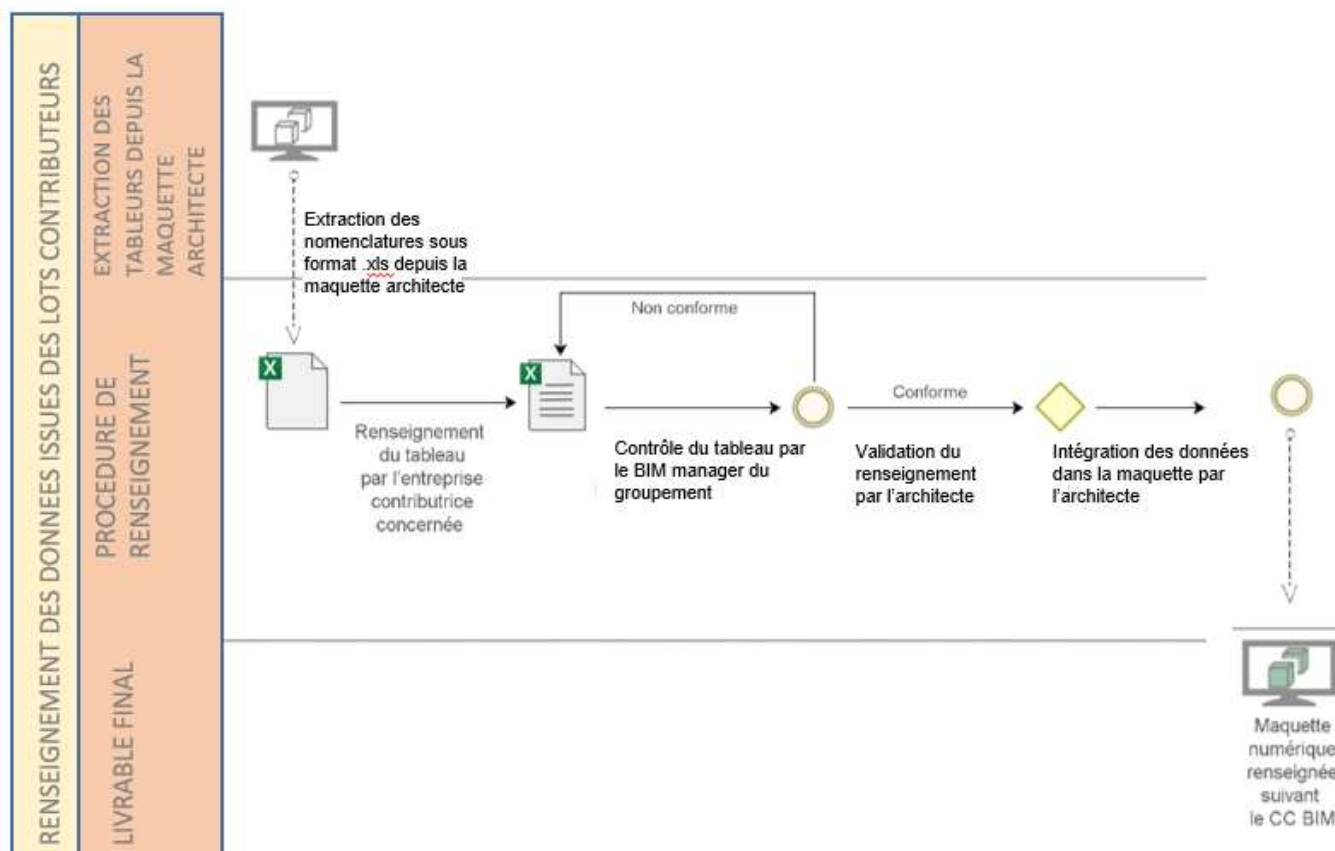 RENSEIGNEMENT DES DONNEES ISSUES DES LOTS CONTRIBUTEURS
EXTRACTION DES
TABLEURS DEPUIS LA
MAQUETTE
ARCHITECTE
Extraction des
nomenclatures sous
format .xls depuis la
maquette architecte
PROCEDURE DE
RENSEIGNEMENT
X
Renseignement
du tableau
par l'entreprise
contributrice
concernée
X
Non conforme
Contrôle du tableau par
le BIM manager du
groupement
Conforme
Validation du
renseignement
par l'architecte
Intégration des données
dans la maquette par
l'architecte
LIVRABLE FINAL
Maquette
numérique
renseignée
suivant
le CC BIM